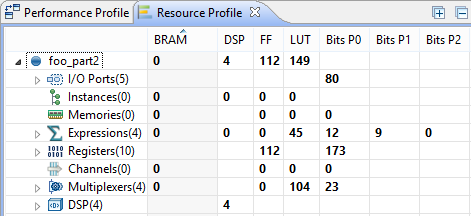 Performance Profile Resource Profile
BRAM DSP FF LUT Bits P0 Bits P1 Bits P2
foo_part2 0 4 112 149
I/O Ports(5) 80
Instances(0) 0 0 0 0
Memories(0) 0 0 0 0
Expressions(4) 0 0 0 45 12 9 0
Registers(10) 112 173
Channels(0) 0 0 0 0
Multiplexers(4) 0 0 104 23
DSP(4) 4